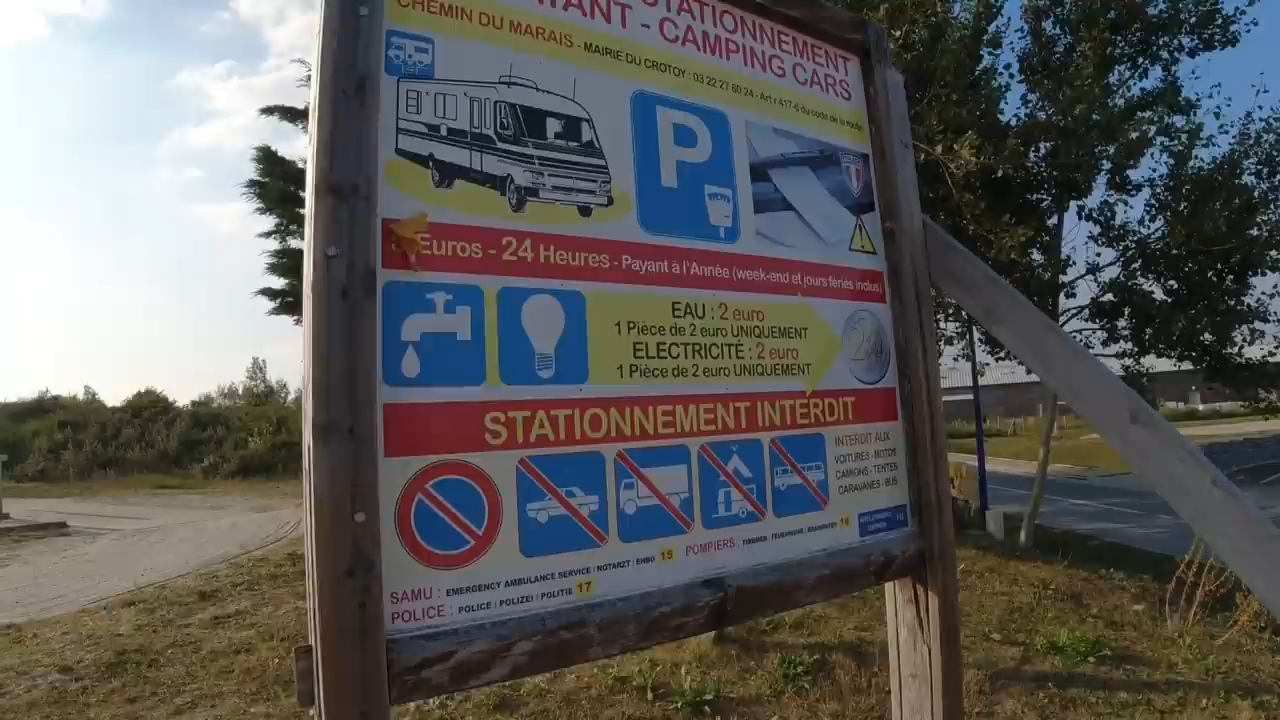 STATIONNEMENT
- CAMPING CARS
CHEMIN DU MARAIS - MAIRIE DU CROTOY : 03 22 27 80 24 - Art r 417-6 du code de la route
P
Euros - 24 Heures - Payant à l'Année (week-end et jours fériés inclus)
EAU : 2 euro
1 Pièce de 2 euro UNIQUEMENT
ELECTRICITÉ : 2 euro
1 Pièce de 2 euro UNIQUEMENT
2
STATIONNEMENT INTERDIT
INTERDIT AUX
VOITURES - MOTOS
CAMIONS - TENTES
CARAVANES - BUS
SAMU : EMERGENCY AMBULANCE SERVICE / NOTARZT / EHBO 15 POMPIERS : FIREMEN / FEUERWEHR / BRANDWEER 18
POLICE : POLICE / POLIZEI / POLITIE 17
112